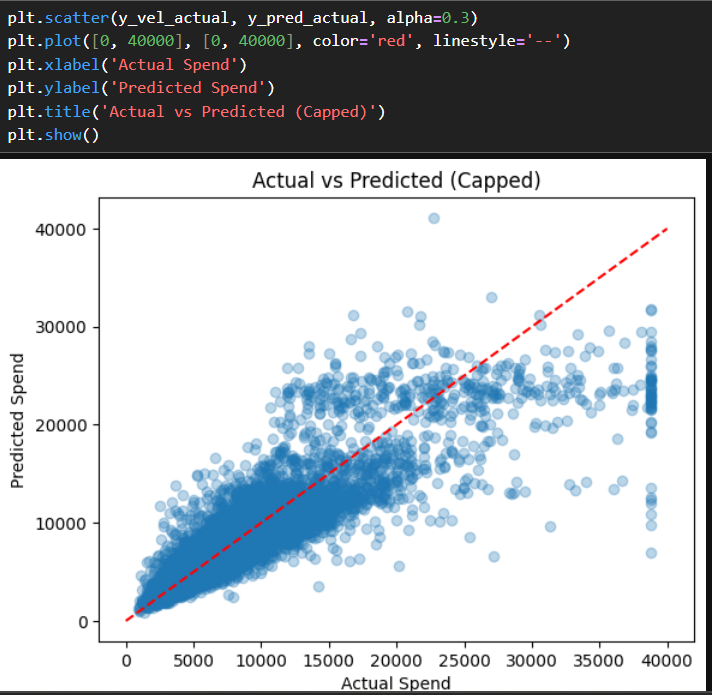 plt.scatter(y_vel_actual, y_pred_actual, alpha=0.3)
plt.plot([0, 40000], [0, 40000], color='red', linestyle='--')
plt.xlabel('Actual Spend')
plt.ylabel('Predicted Spend')
plt.title('Actual vs Predicted (Capped)')
plt.show()
Actual vs Predicted (Capped)
40000
30000
20000
10000
0
Predicted Spend
0 5000 10000 15000 20000 25000 30000 35000 40000
Actual Spend